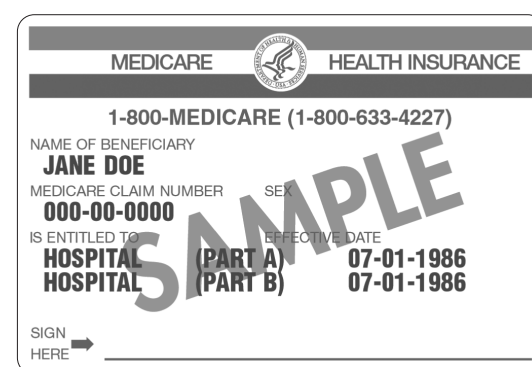 MEDICARE HEALTH INSURANCE
1-800-MEDICARE (1-800-633-4227)
NAME OF BENEFICIARY
JANE DOE
MEDICARE CLAIM NUMBER SEX
000-00-0000
IS ENTITLED TO EFFECTIVE DATE
HOSPITAL (PART A) 07-01-1986
HOSPITAL (PART B) 07-01-1986
SAMPLE
SIGN
HERE